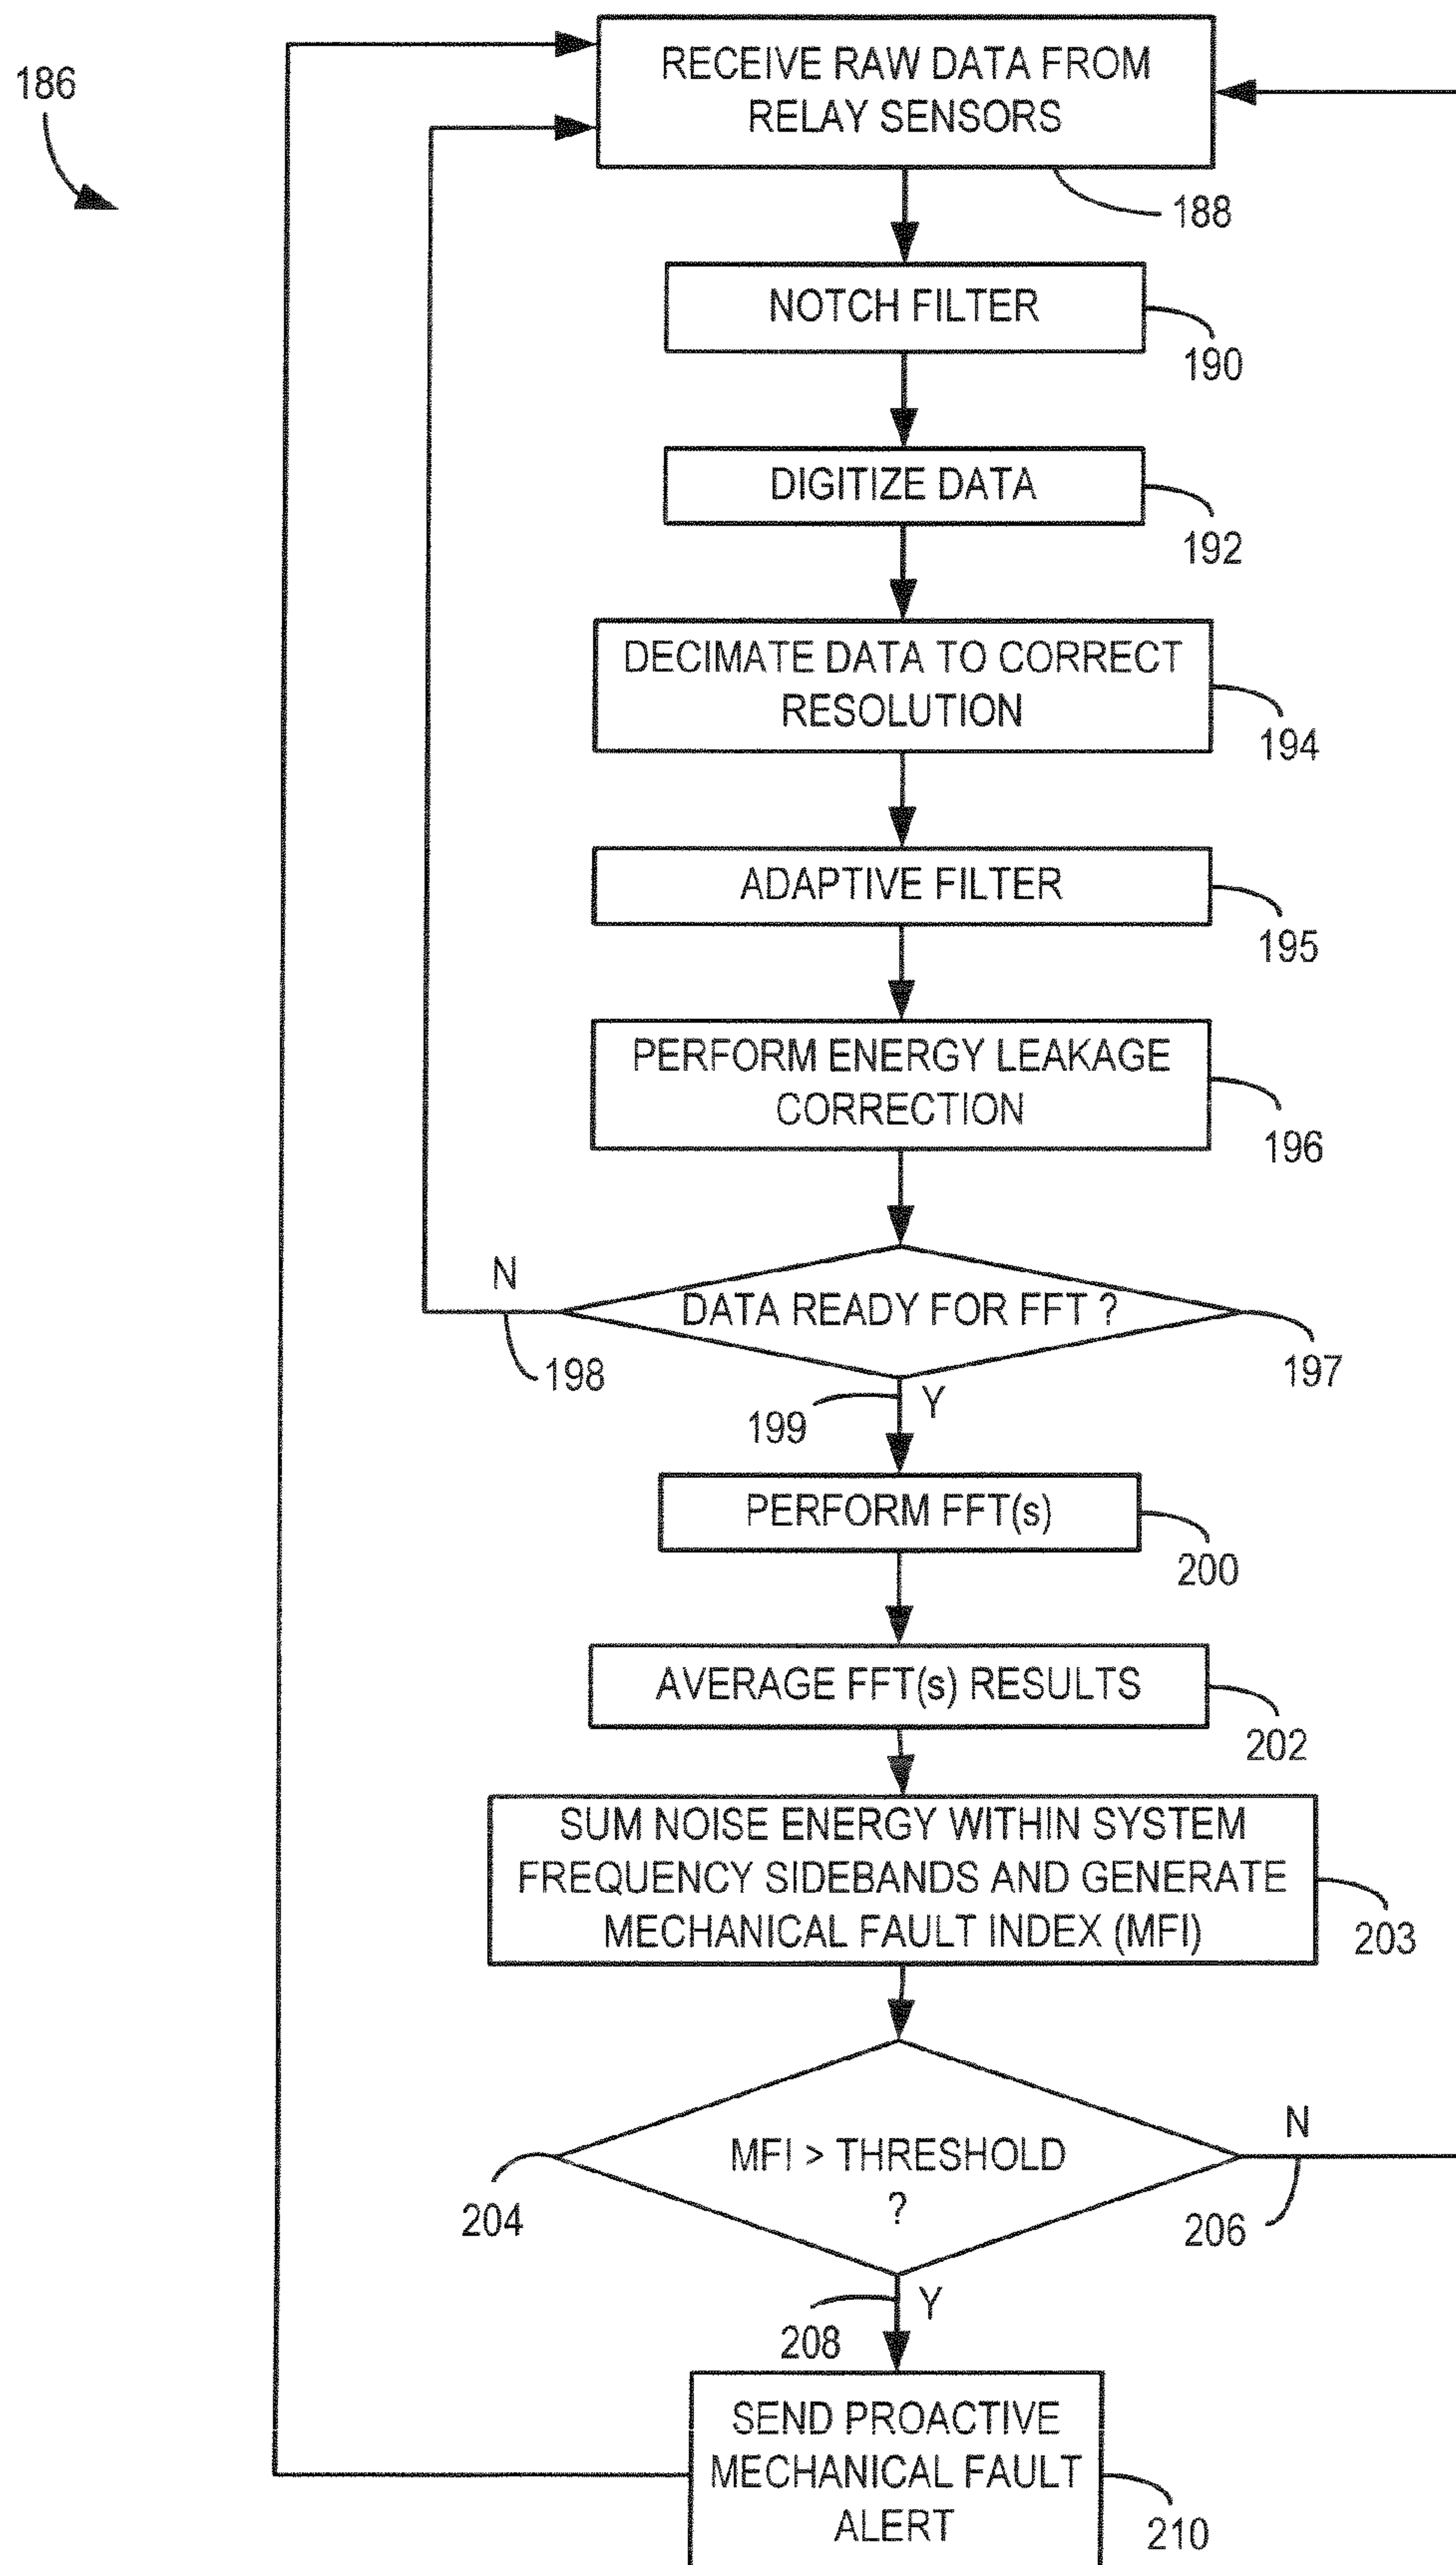 186
RECEIVE RAW DATA FROM
RELAY SENSORS
188
NOTCH FILTER
190
DIGITIZE DATA
192
DECIMATE DATA TO CORRECT
RESOLUTION
194
ADAPTIVE FILTER
195
PERFORM ENERGY LEAKAGE
CORRECTION
196
N
DATA READY FOR FFT ?
198
197
199
Y
PERFORM FFT(s)
200
AVERAGE FFT(s) RESULTS
202
SUM NOISE ENERGY WITHIN SYSTEM
FREQUENCY SIDEBANDS AND GENERATE
MECHANICAL FAULT INDEX (MFI)
203
N
MFI > THRESHOLD
?
204
206
Y
208
SEND PROACTIVE
MECHANICAL FAULT
ALERT
210